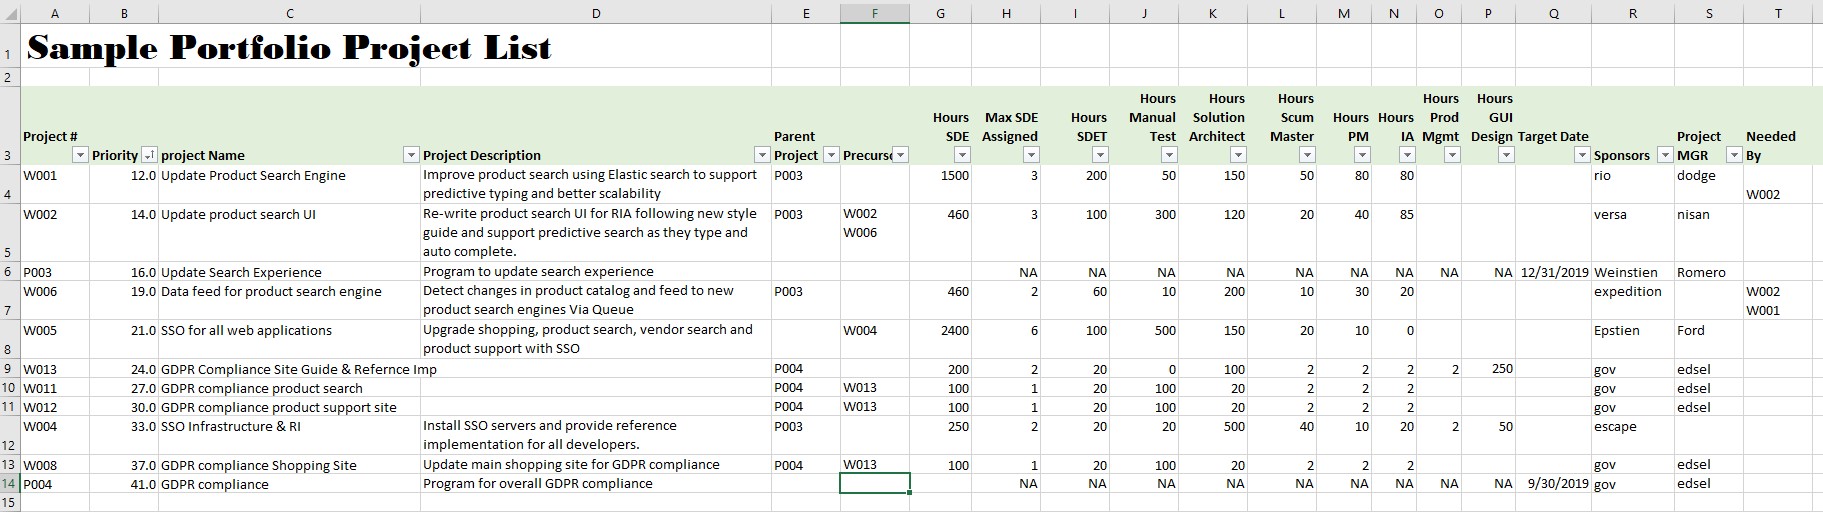 A B C D E F G H I J K L M N O P Q R S T
1 Sample Portfolio Project List
2
Hours Hours Hours Hours Hours
Hours Max SDE Hours Manual Solution Scum Hours Hours Prod GUI
Project # Parent SDE Assigned SDET Test Architect Master PM IA Mgmt Design Target Date Project Needed
3 Priority project Name Project Description Project Precurse Sponsors MGR By
4 W001 12.0 Update Product Search Engine Improve product search using Elastic search to support P003 1500 3 200 50 150 50 80 80 rio dodge
predictive typing and better scalability W002
5 W002 14.0 Update product search UI Re-write product search UI for RIA following new style P003 W002 460 3 100 300 120 20 40 85 versa nisan
guide and support predictive search as they type and W006
auto complete.
6 P003 16.0 Update Search Experience Program to update search experience NA NA NA NA NA NA NA NA NA 12/31/2019 Weinstien Romero
7 W006 19.0 Data feed for product search engine Detect changes in product catalog and feed to new P003 460 2 60 10 200 10 30 20 expedition W002
product search engines Via Queue W001
8 W005 21.0 SSO for all web applications Upgrade shopping, product search, vendor search and W004 2400 6 100 500 150 20 10 0 Epstien Ford
product support with SSO
9 W013 24.0 GDPR Compliance Site Guide & Refernce Imp P004 200 2 20 0 100 2 2 2 2 250 gov edsel
10 W011 27.0 GDPR compliance product search P004 W013 100 1 20 100 20 2 2 2 gov edsel
11 W012 30.0 GDPR compliance product support site P004 W013 100 1 20 100 20 2 2 2 gov edsel
12 W004 33.0 SSO Infrastructure & RI Install SSO servers and provide reference P003 250 2 20 20 500 40 10 20 2 50 escape
implementation for all developers.
13 W008 37.0 GDPR compliance Shopping Site Update main shopping site for GDPR compliance P004 W013 100 1 20 100 20 2 2 2 gov edsel
14 P004 41.0 GDPR compliance Program for overall GDPR compliance NA NA NA NA NA NA NA NA NA 9/30/2019 gov edsel
15